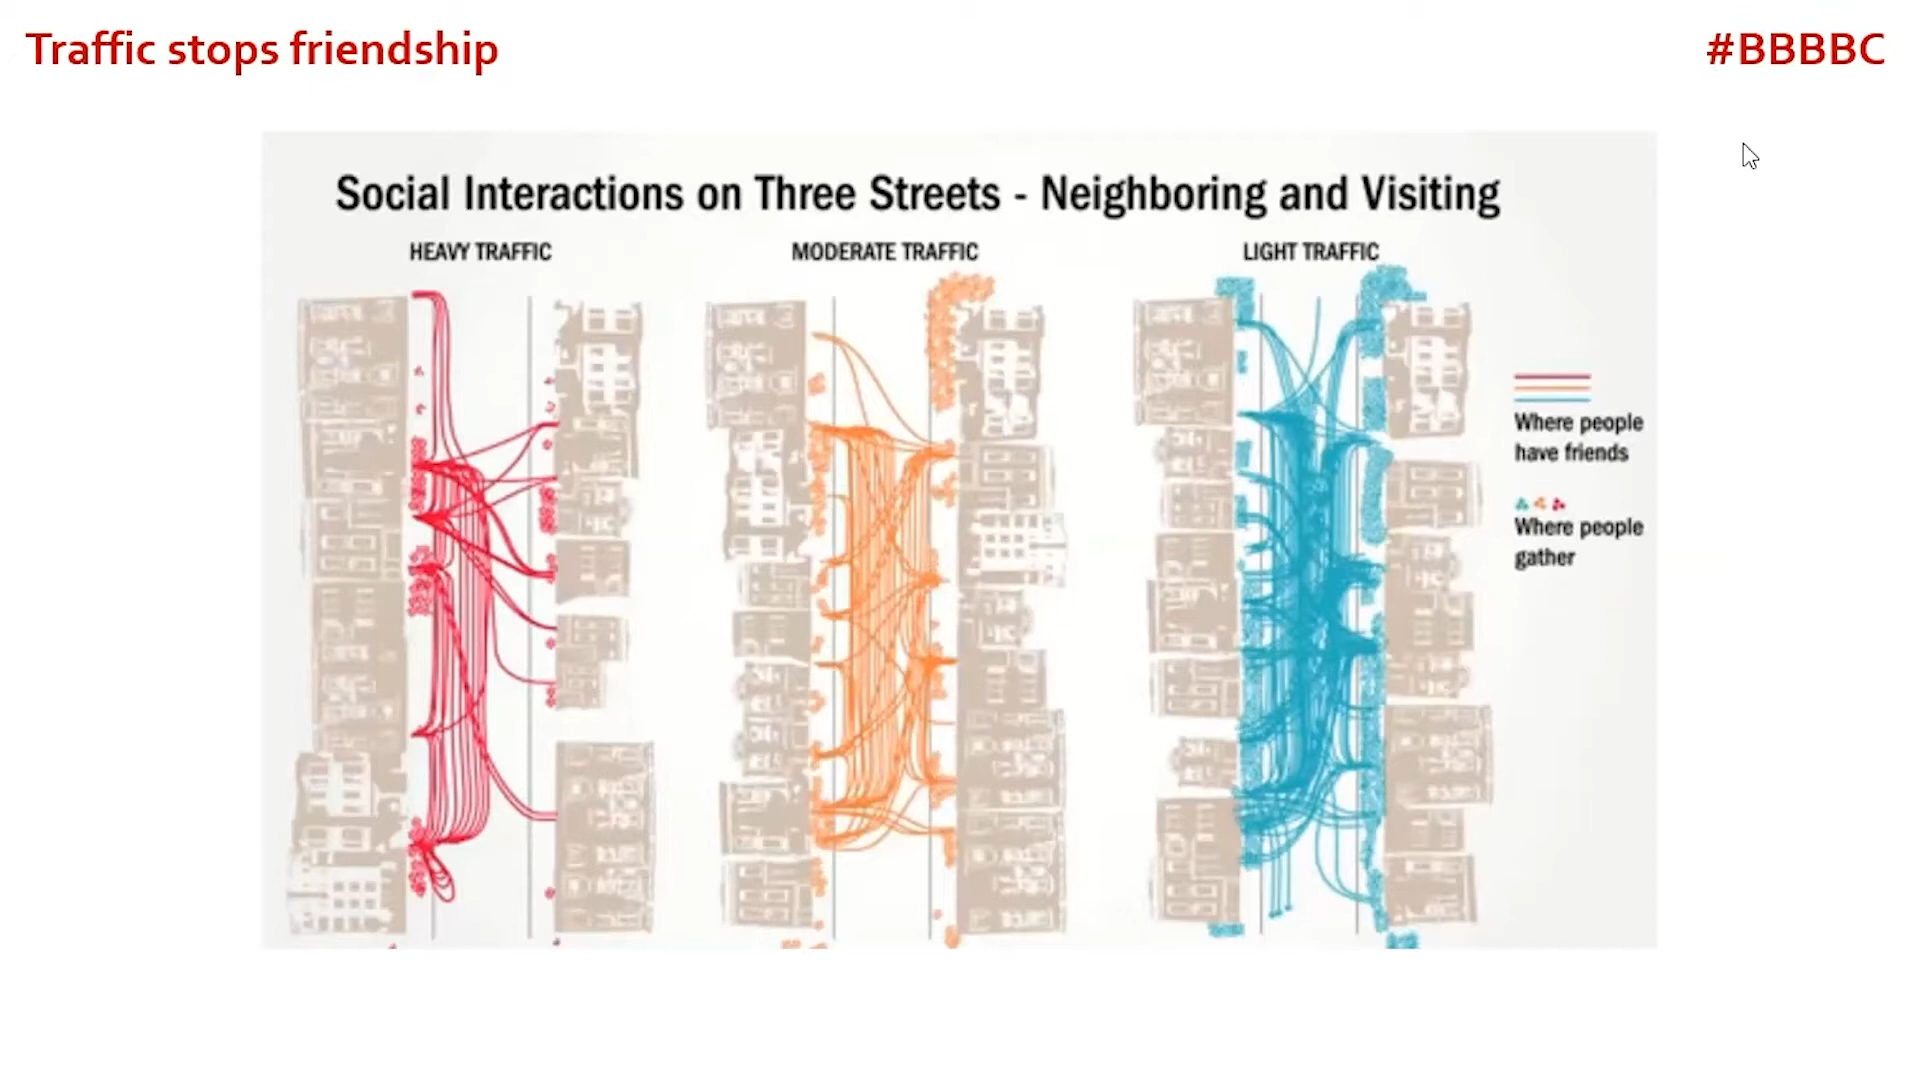 Traffic stops friendship
#BBBBC
Social Interactions on Three Streets - Neighboring and Visiting
HEAVY TRAFFIC
MODERATE TRAFFIC
LIGHT TRAFFIC
Where people
have friends
Where people
gather